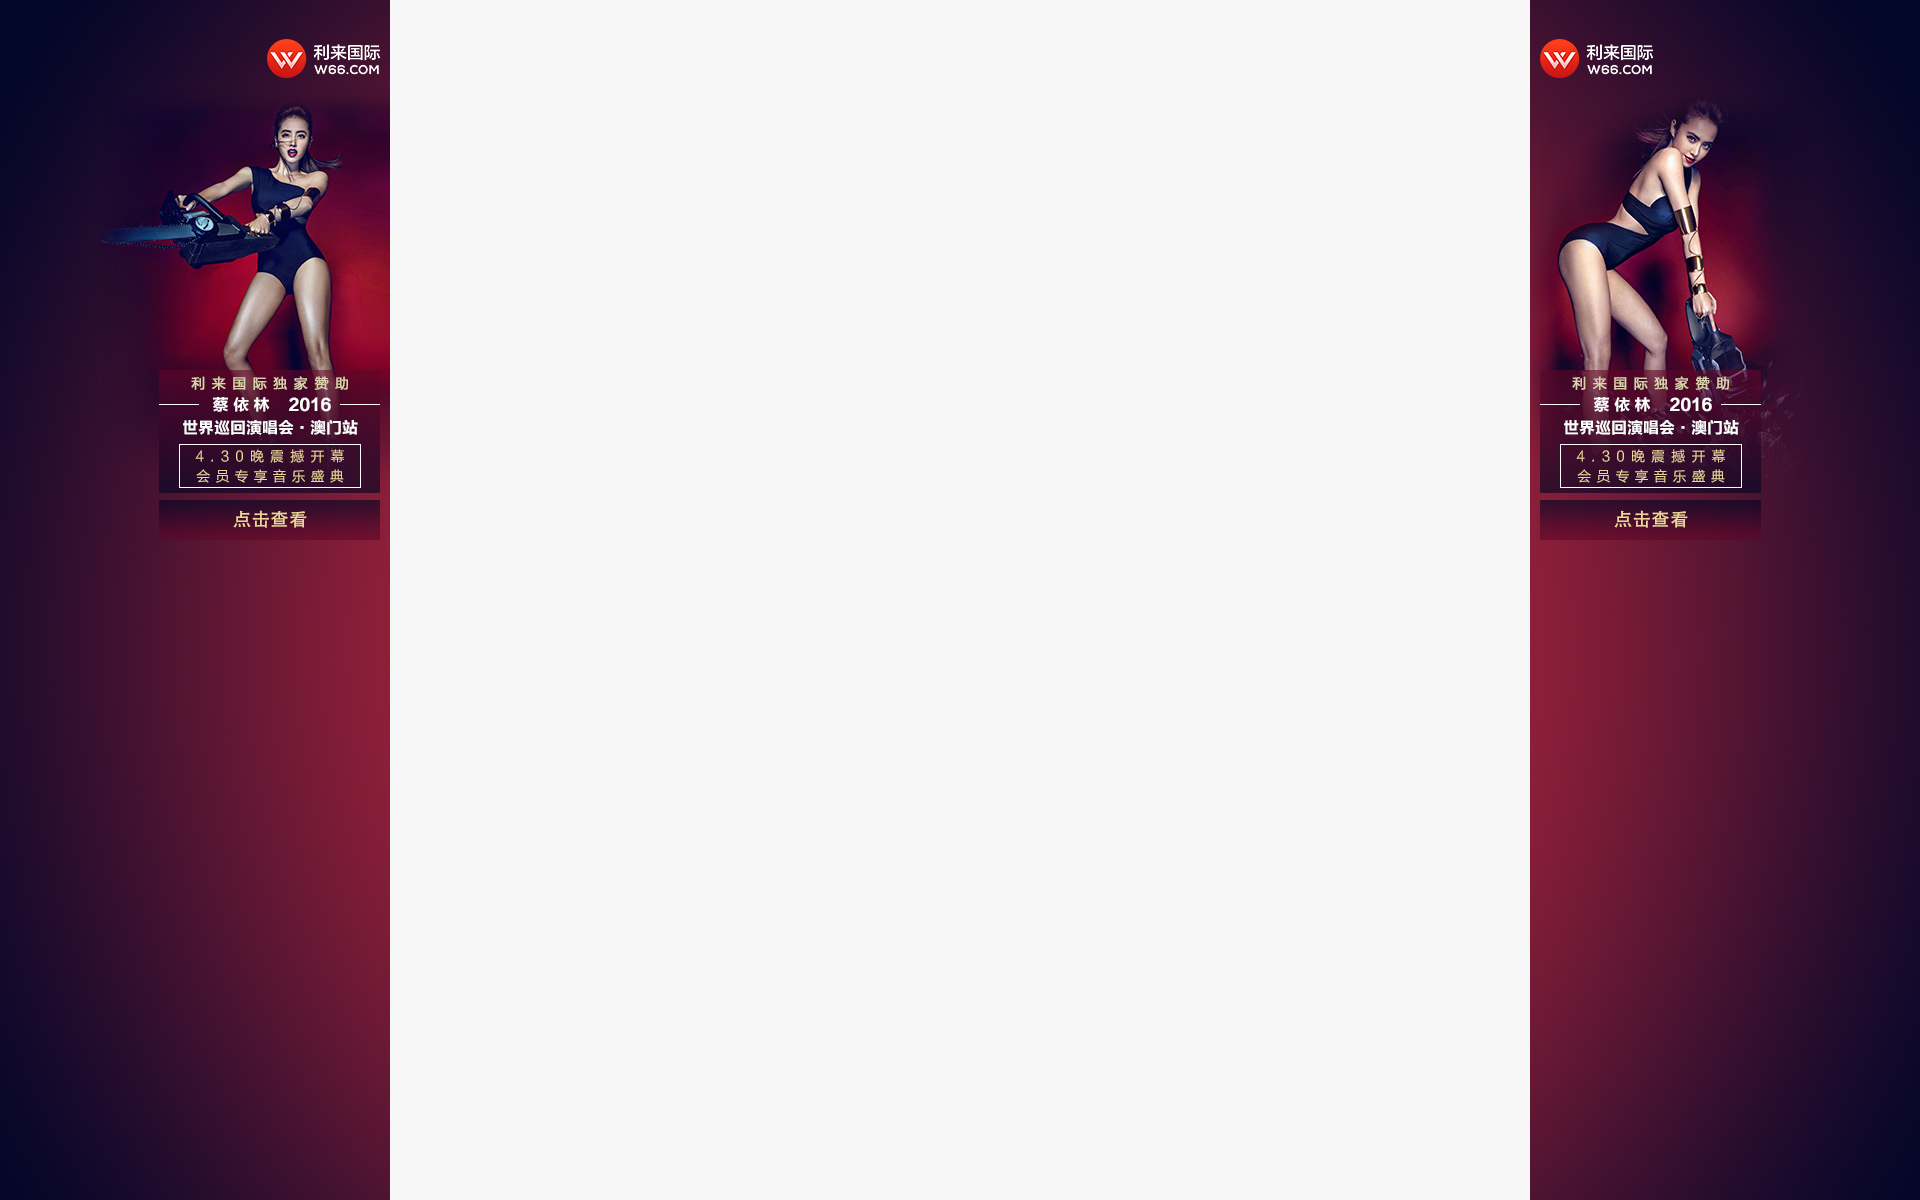 利来国际
W66.COM
利来国际独家赞助
蔡依林 2016
世界巡回演唱会·澳门站
4.30晚震撼开幕
会员专享音乐盛典
点击查看
利来国际
W66.COM
利来国际独家赞助
蔡依林 2016
世界巡回演唱会·澳门站
4.30晚震撼开幕
会员专享音乐盛典
点击查看